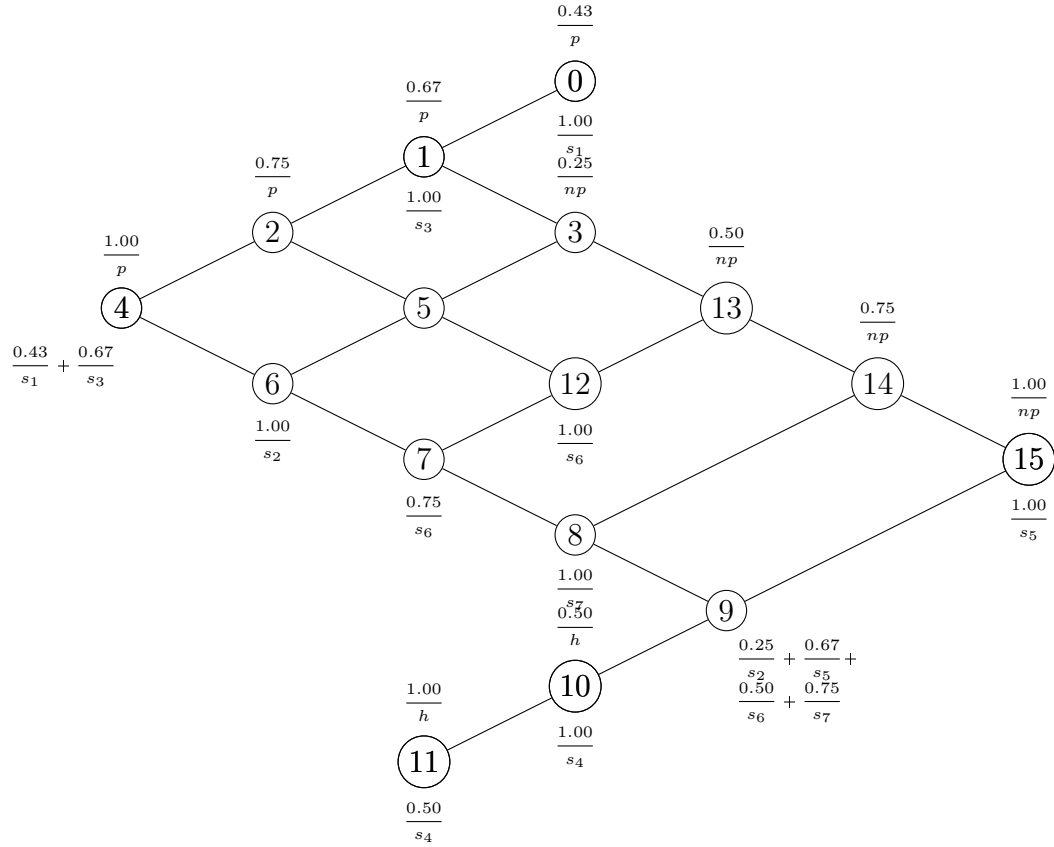 0.43/p
0
1.00/s₁
0.67/p
1
1.00/s₃
0.25/np
3
0.75/p
2
0.50/np
13
1.00/p
4
0.43/s₁ + 0.67/s₃
5
0.75/np
14
6
1.00/s₂
12
1.00/s₆
1.00/np
15
1.00/s₅
7
0.75/s₆
8
1.00/s₇
9
0.25/s₂ + 0.67/s₅ +
0.50/s₆ + 0.75/s₇
0.50/h
10
1.00/s₄
1.00/h
11
0.50/s₄